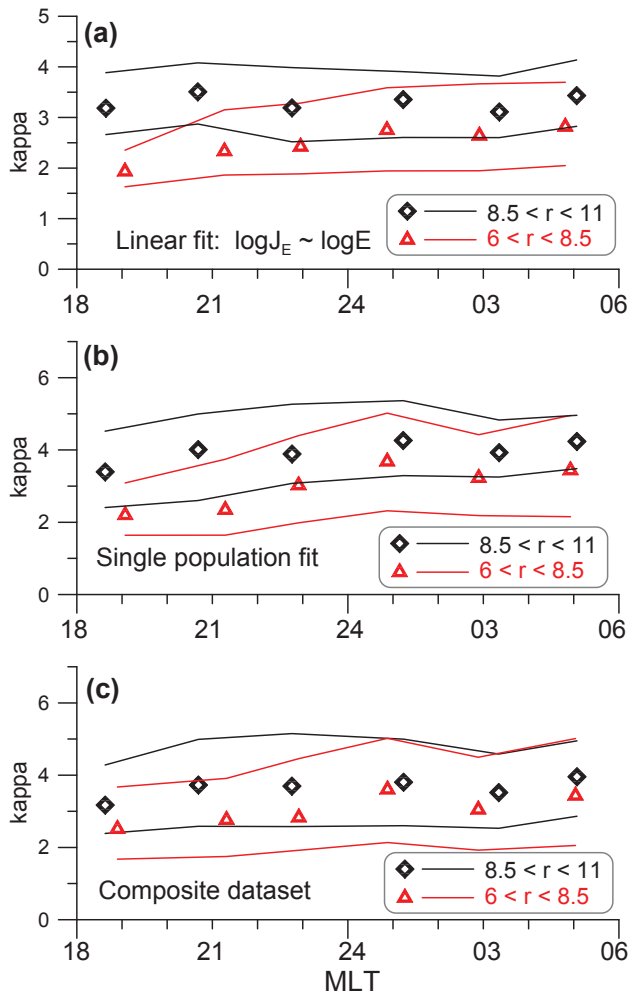 (a)
5
4
3
2
1
0
kappa
8.5 < r < 11
6 < r < 8.5
Linear fit: logJE ~ logE
18 21 24 03 06
(b)
6
4
2
0
kappa
8.5 < r < 11
6 < r < 8.5
Single population fit
18 21 24 03 06
(c)
6
4
2
0
kappa
8.5 < r < 11
6 < r < 8.5
Composite dataset
18 21 24 03 06
MLT